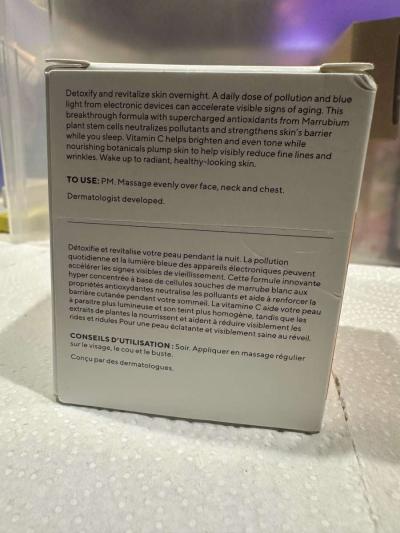 Detoxify and revitalize skin overnight. A daily dose of pollution and blue
light from electronic devices can accelerate visible signs of aging. This
breakthrough formula with supercharged antioxidants from Marrubium
plant stem cells neutralizes pollutants and strengthens skin's barrier
while you sleep. Vitamin C helps brighten and even tone while
nourishing botanicals plump skin to help visibly reduce fine lines and
wrinkles. Wake up to radiant, healthy-looking skin.
TO USE: PM. Massage evenly over face, neck and chest.
Dermatologist developed.
Détoxifie et revitalise votre peau pendant la nuit. La pollution
quotidienne et la lumière bleue des appareils électroniques peuvent
accélérer les signes visibles de vieillissement. Cette formule innovante
hyper concentrée à base de cellules souches de marrube blanc aux
propriétés antioxydantes neutralise les polluants et aide à renforcer la
barrière cutanée pendant votre sommeil. La vitamine C aide votre peau
à paraitre plus lumineuse et son teint plus homogène, tandis que les
extraits de plantes la nourrissent et aident à réduire visiblement les
rides et ridules Pour une peau éclatante et visiblement saine au réveil.
CONSEILS D'UTILISATION : Soir. Appliquer en massage régulier
sur le visage, le cou et le buste.
Conçu par des dermatologues.